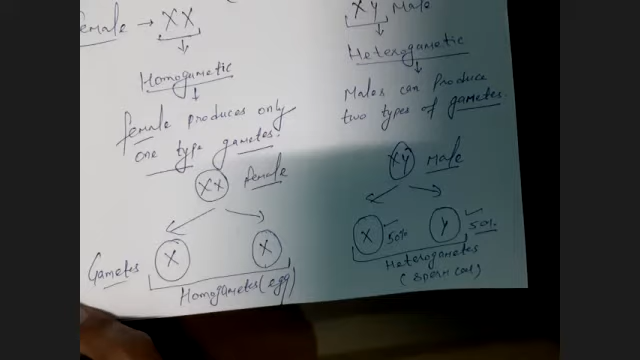 Female → XX
Homogametic
female produces only
one type gametes.
XX Female
Gametes X X
Homogametes (egg)
XY Male
Heterogametic
Males can Produce
two types of gametes
XY Male
X 50% Y 50%
Heterogametes
(sperm cell)